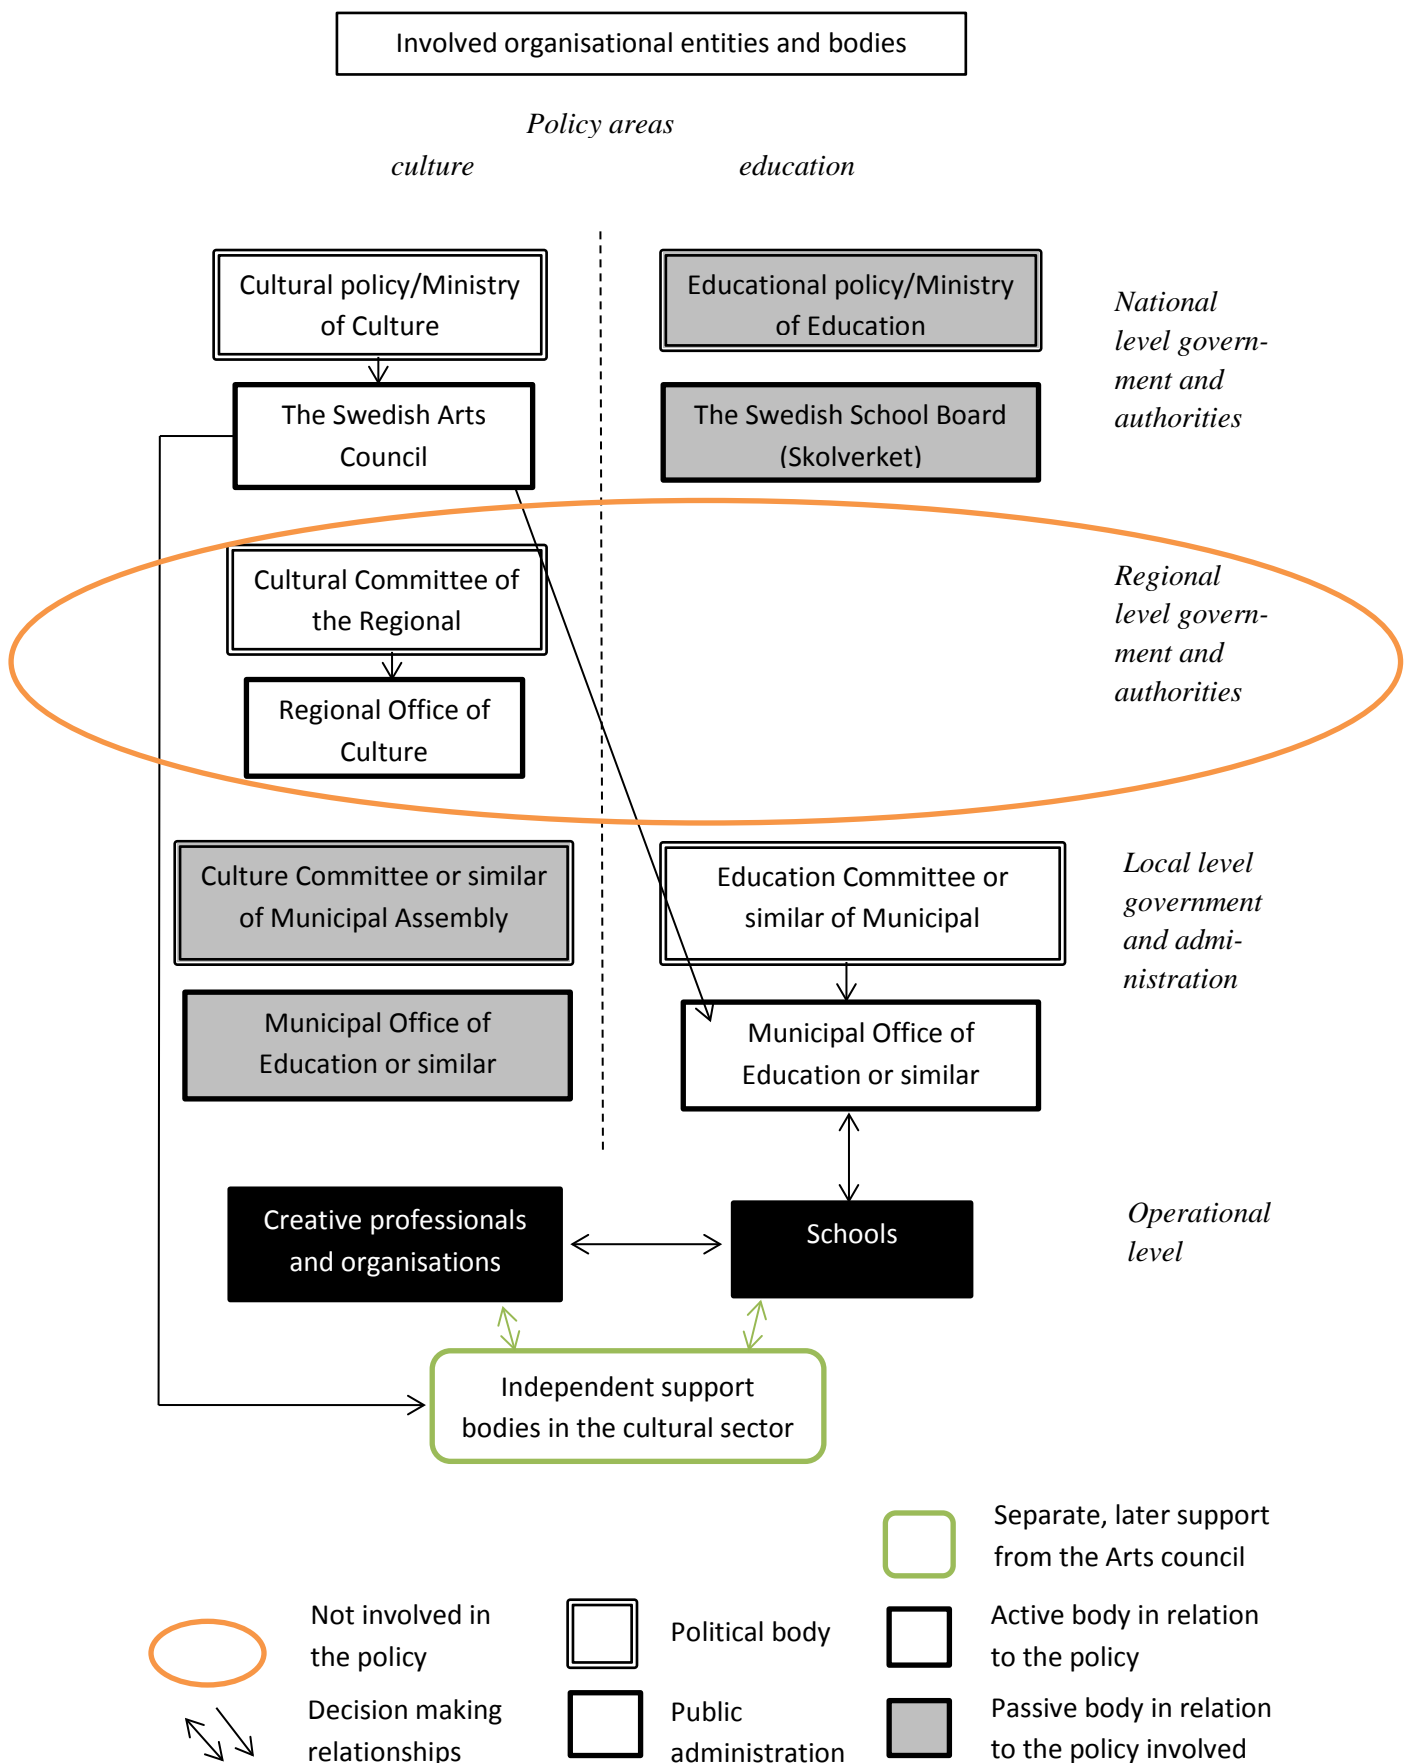 Involved organisational entities and bodies
Policy areas
culture
education
Cultural policy/Ministry
of Culture
Educational policy/Ministry
of Education
National
level govern-
ment and
authorities
The Swedish Arts
Council
The Swedish School Board
(Skolverket)
Cultural Committee of
the Regional
Regional
level govern-
ment and
authorities
Regional Office of
Culture
Culture Committee or similar
of Municipal Assembly
Education Committee or
similar of Municipal
Local level
government
and admi-
nistration
Municipal Office of
Education or similar
Municipal Office of
Education or similar
Creative professionals
and organisations
Schools
Operational
level
Independent support
bodies in the cultural sector
Separate, later support
from the Arts council
Not involved in
the policy
Political body
Active body in relation
to the policy
Decision making
relationships
Public
administration
Passive body in relation
to the policy involved